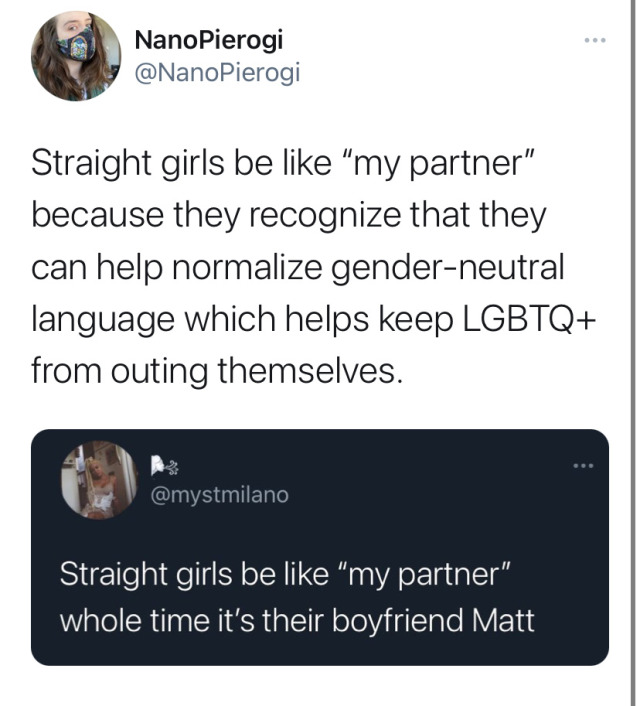 NanoPierogi
@NanoPierogi
Straight girls be like “my partner”
because they recognize that they
can help normalize gender-neutral
language which helps keep LGBTQ+
from outing themselves.
@mystmilano
Straight girls be like “my partner”
whole time it’s their boyfriend Matt